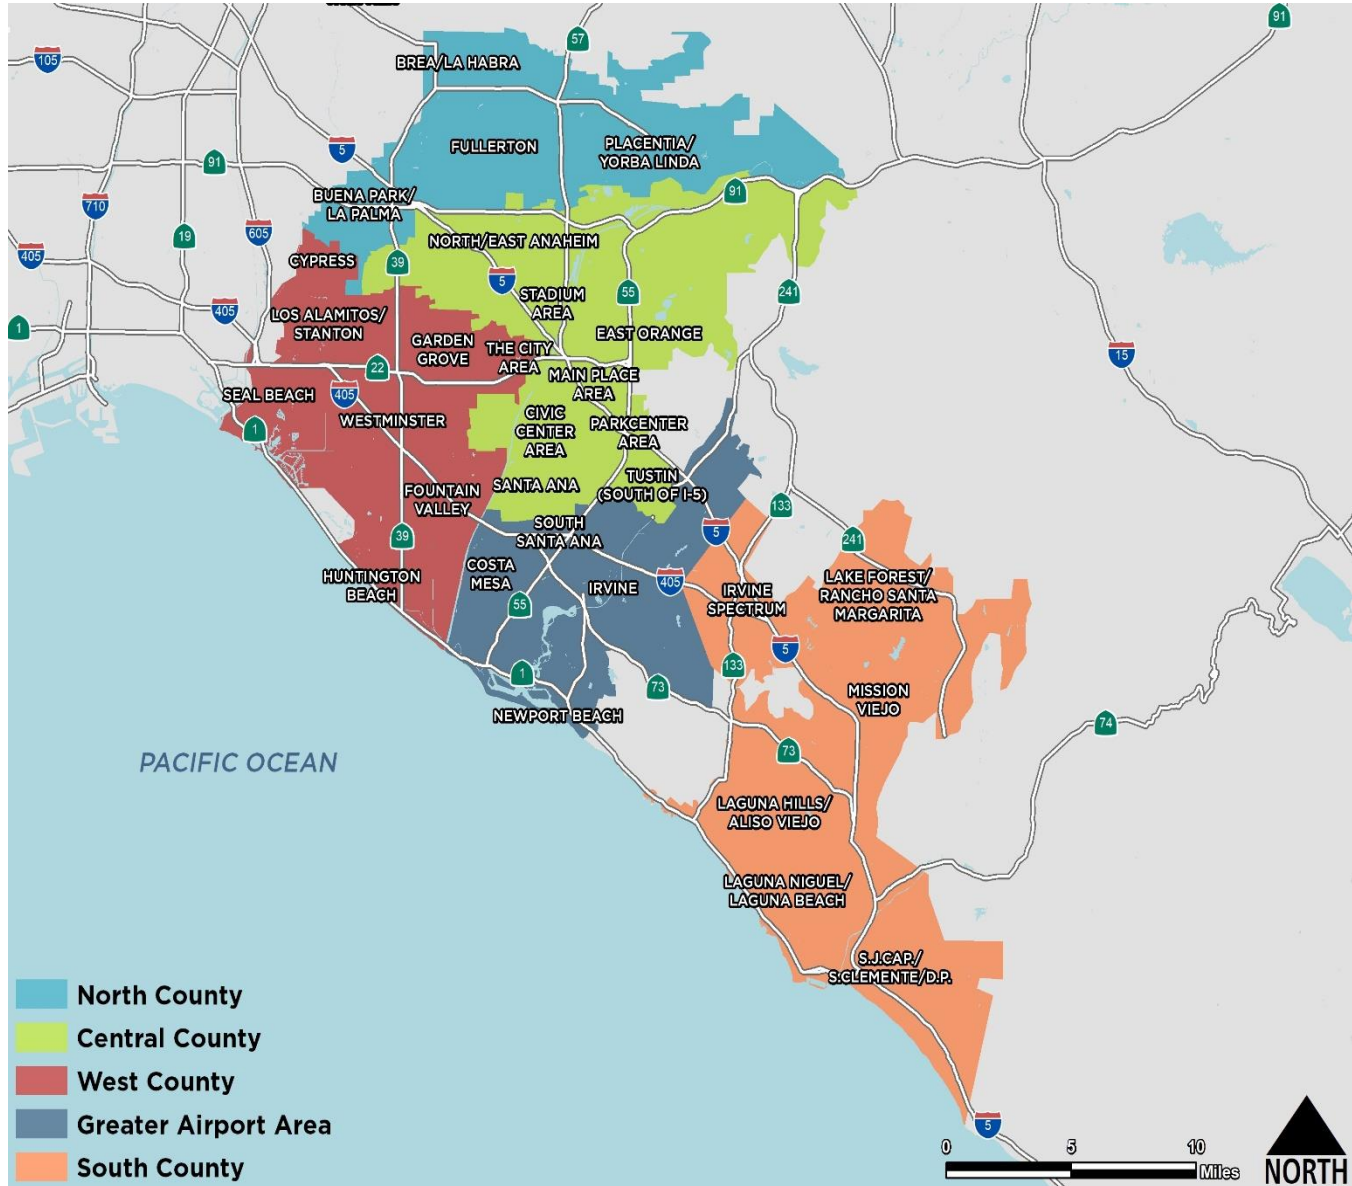 91
57
105
BREA/LA HABRA
5
FULLERTON
PLACENTIA/
YORBA LINDA
91
91
710
BUENA PARK/
LA PALMA
19
605
405
NORTH/EAST ANAHEIM
CYPRESS
39
5
STADIUM
AREA
55
241
405
LOS ALAMITOS/
STANTON
1
EAST ORANGE
GARDEN
GROVE
THE CITY
AREA
15
22
MAIN PLACE
AREA
SEAL BEACH
405
WESTMINSTER
CIVIC
CENTER
AREA
PARKCENTER
AREA
1
SANTA ANA
TUSTIN
(SOUTH OF I-5)
FOUNTAIN
VALLEY
133
39
SOUTH
SANTA ANA
5
241
COSTA
MESA
HUNTINGTON
BEACH
IRVINE
405
IRVINE
SPECTRUM
LAKE FOREST/
RANCHO SANTA
MARGARITA
55
5
133
1
73
MISSION
VIEJO
NEWPORT BEACH
74
73
PACIFIC OCEAN
LAGUNA HILLS/
ALISO VIEJO
LAGUNA NIGUEL/
LAGUNA BEACH
S.J.CAP./
S.CLEMENTE/D.P.
North County
Central County
West County
Greater Airport Area
South County
5
0 5 10
Miles
NORTH